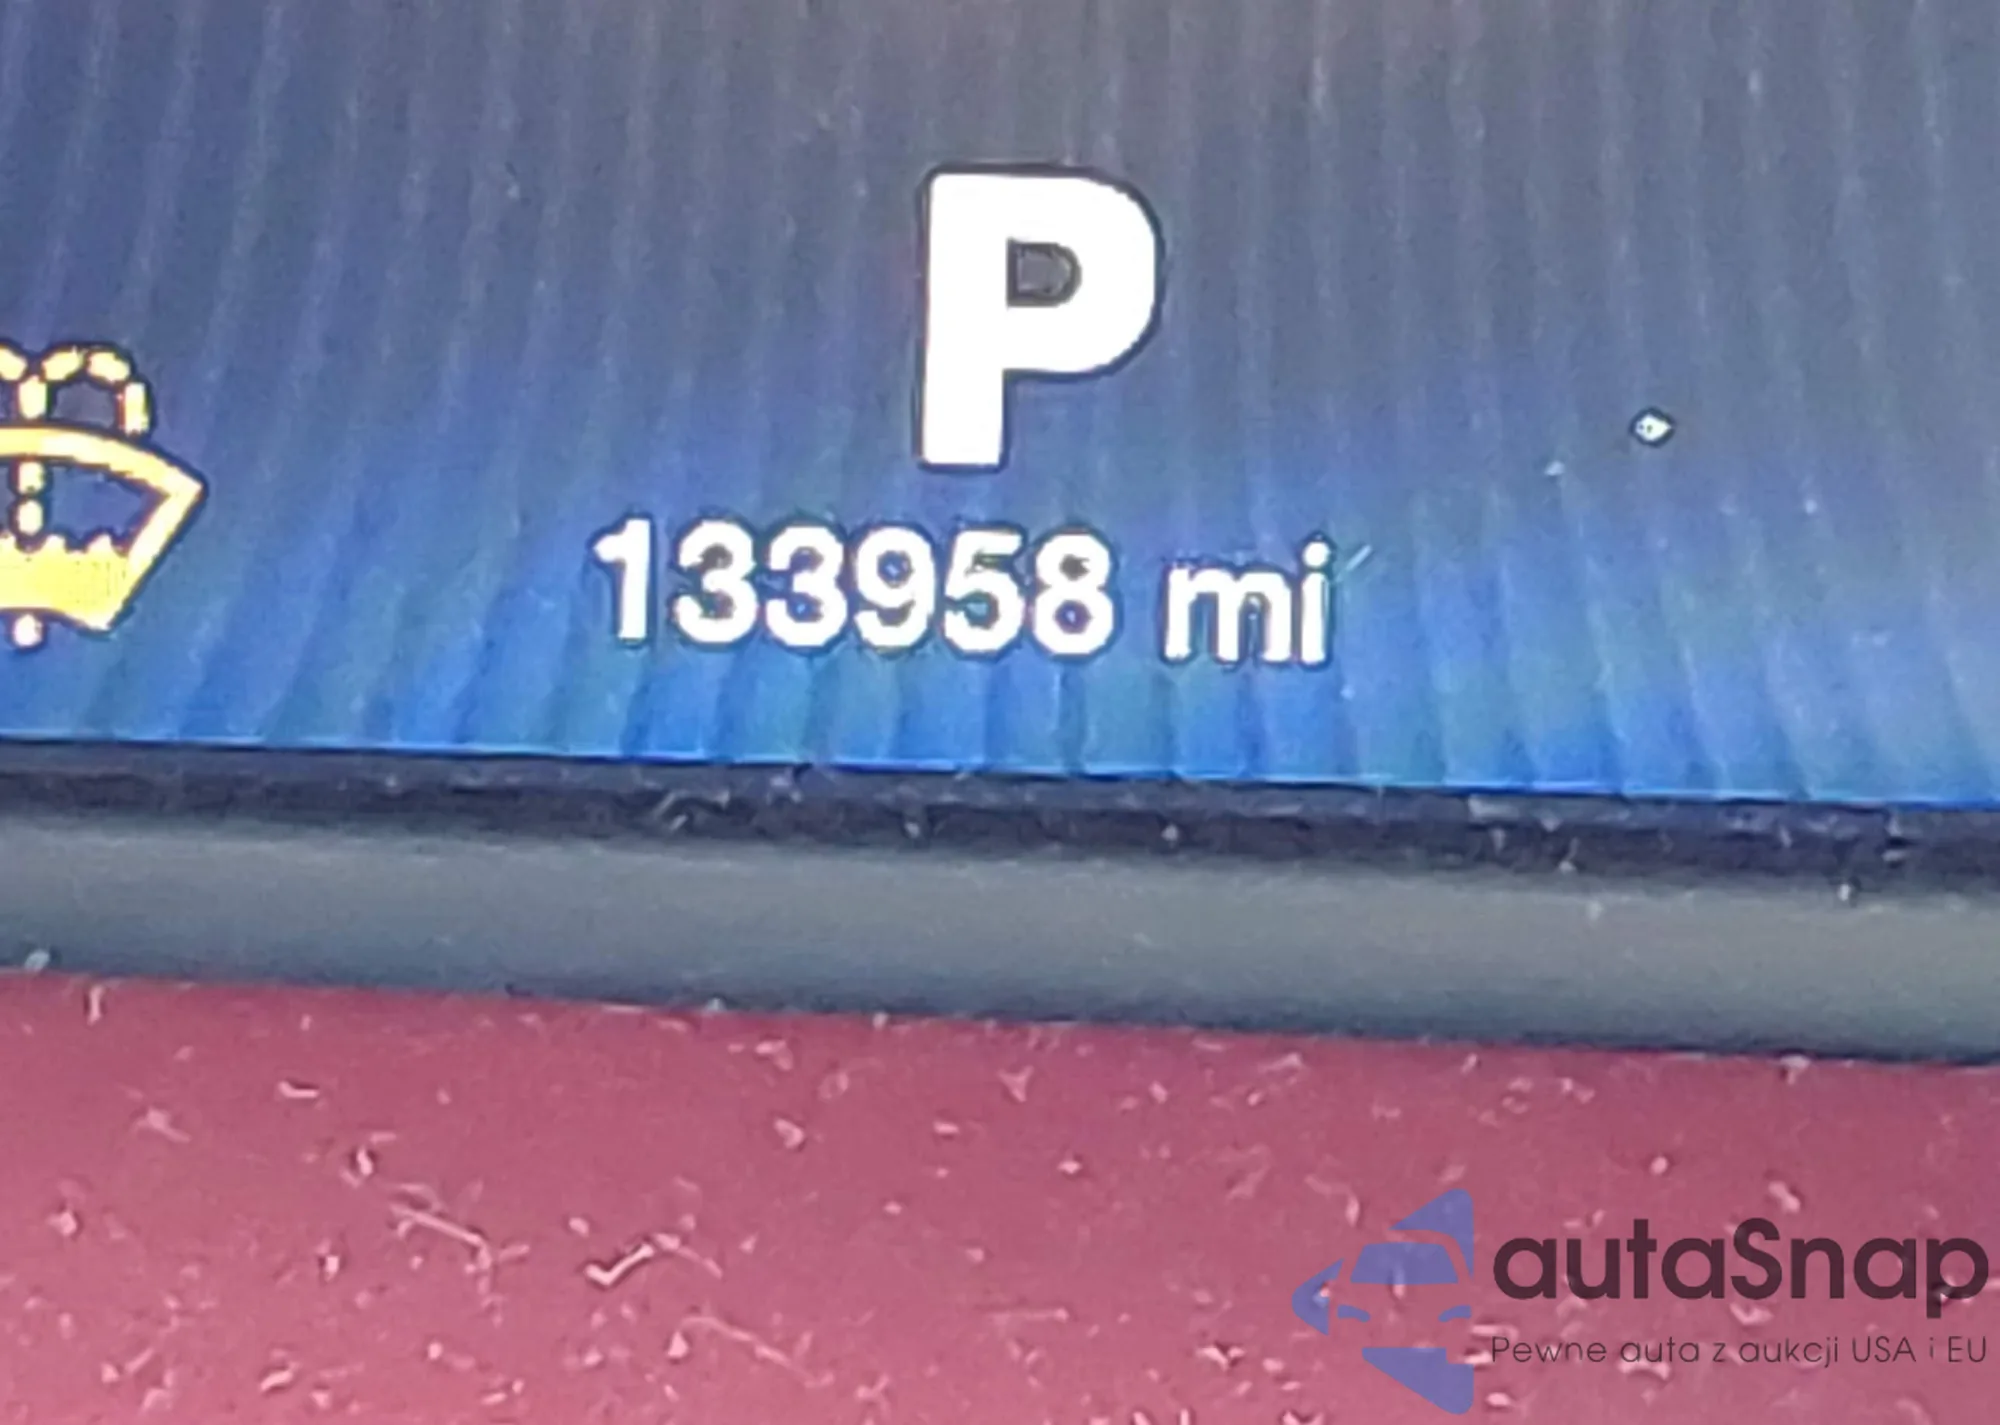 P
133958 mi
autaSnap
Pewne auta z aukcji USA i EU